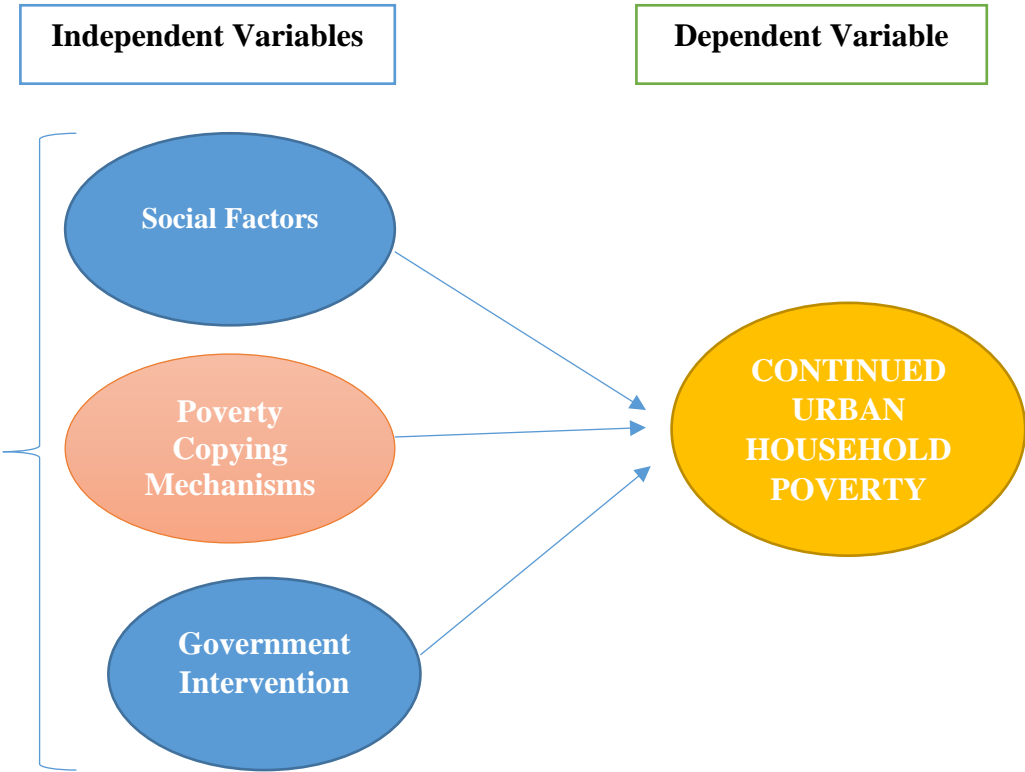 Independent Variables
Dependent Variable
Social Factors
Poverty
Copying
Mechanisms
Government
Intervention
CONTINUED
URBAN
HOUSEHOLD
POVERTY